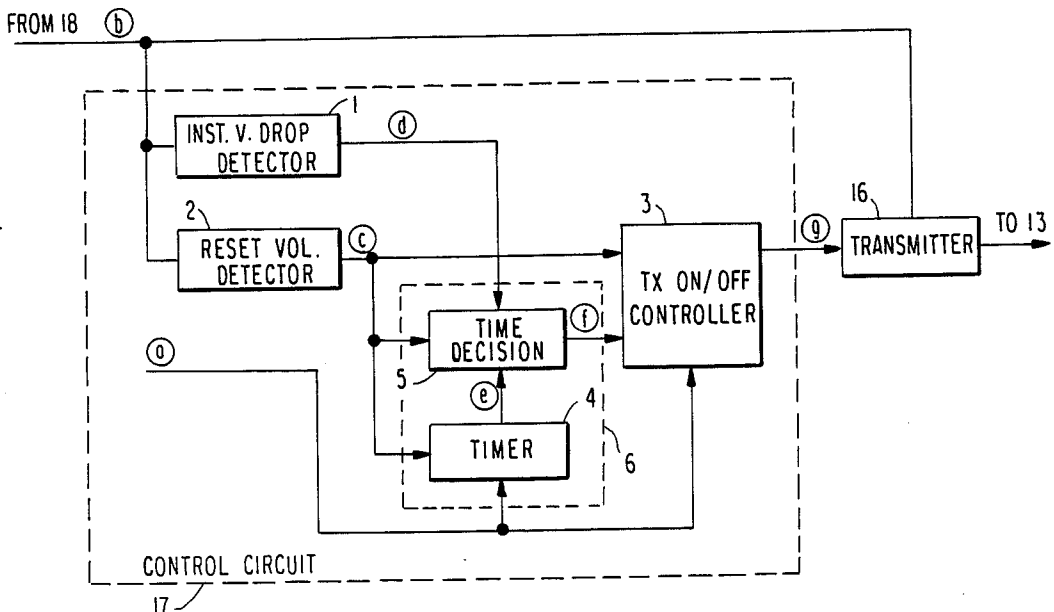 FROM 18
b
1
INST. V. DROP
DETECTOR
d
2
RESET VOL.
DETECTOR
c
3
TX ON/OFF
CONTROLLER
g
16
TRANSMITTER
TO 13
TIME
DECISION
f
5
a
e
4
TIMER
6
CONTROL CIRCUIT
17